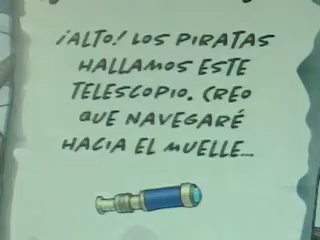 ¡ALTO! LOS PIRATAS
HALLAMOS ESTE
TELESCOPIO. CREO
QUE NAVEGARÉ
HACIA EL MUELLE...